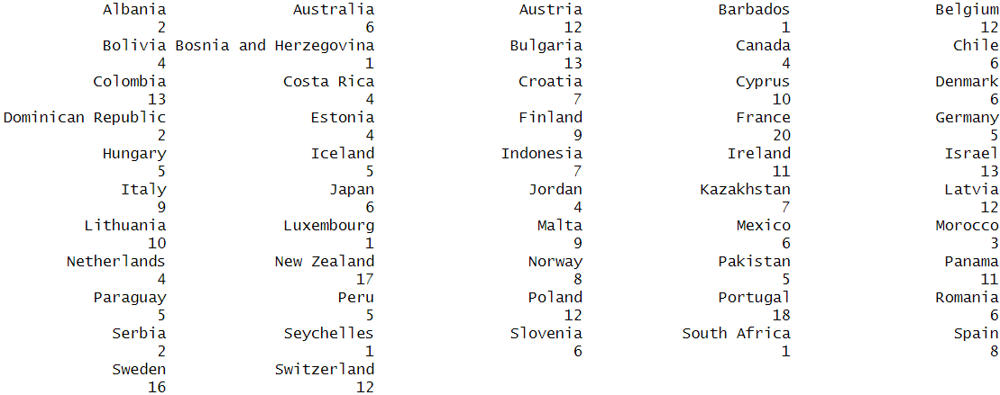 Albania Australia Austria Barbados Belgium
2 6 12 1 12
Bolivia Bosnia and Herzegovina Bulgaria Canada Chile
4 1 13 4 6
Colombia Costa Rica Croatia Cyprus Denmark
13 4 7 10 6
Dominican Republic Estonia Finland France Germany
2 4 9 20 5
Hungary Iceland Indonesia Ireland Israel
5 5 7 11 13
Italy Japan Jordan Kazakhstan Latvia
9 6 4 7 12
Lithuania Luxembourg Malta Mexico Morocco
10 1 9 6 3
Netherlands New Zealand Norway Pakistan Panama
4 17 8 5 11
Paraguay Peru Poland Portugal Romania
5 5 12 18 6
Serbia Seychelles Slovenia South Africa Spain
2 1 6 1 8
Sweden Switzerland
16 12